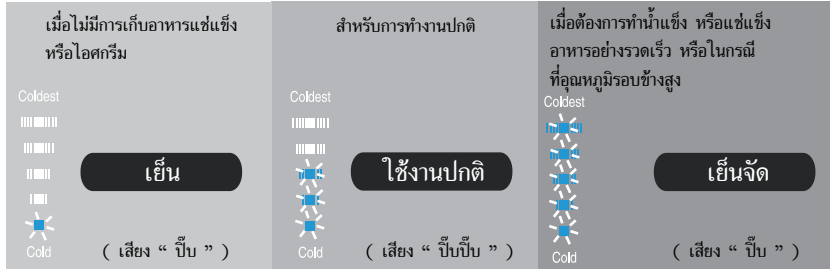 เมื่อไม่มีการเก็บอาหารแช่แข็ง
หรือไอศกรีม
Coldest
เย็น
Cold
( เสียง “ ปิ๊บ ” )
สำหรับการทำงานปกติ
Coldest
ใช้งานปกติ
Cold
( เสียง “ ปิ๊บปิ๊บ ” )
เมื่อต้องการทำน้ำแข็ง หรือแช่แข็ง
อาหารอย่างรวดเร็ว หรือในกรณี
ที่อุณหภูมิรอบข้างสูง
Coldest
เย็นจัด
Cold
( เสียง “ ปิ๊บ ” )